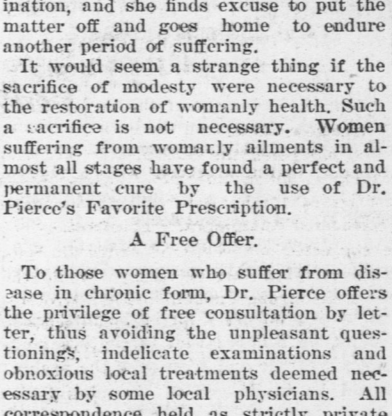 ination, and she finds excuse to put the
matter off and goes home to endure
another period of suffering.
It would seem a strange thing if the
sacrifice of modesty were necessary to
the restoration of womanly health. Such
a sacrifice is not necessary. Women
suffering from womanly ailments in al-
most all stages have found a perfect and
permanent cure by the use of Dr.
Pierce's Favorite Prescription.
A Free Offer.
To those women who suffer from dis-
ease in chronic form, Dr. Pierce offers
the privilege of free consultation by let-
ter, thus avoiding the unpleasant ques-
tionings, indelicate examinations and
obnoxious local treatments deemed nec-
essary by some local physicians. All
correspondence held as strictly private